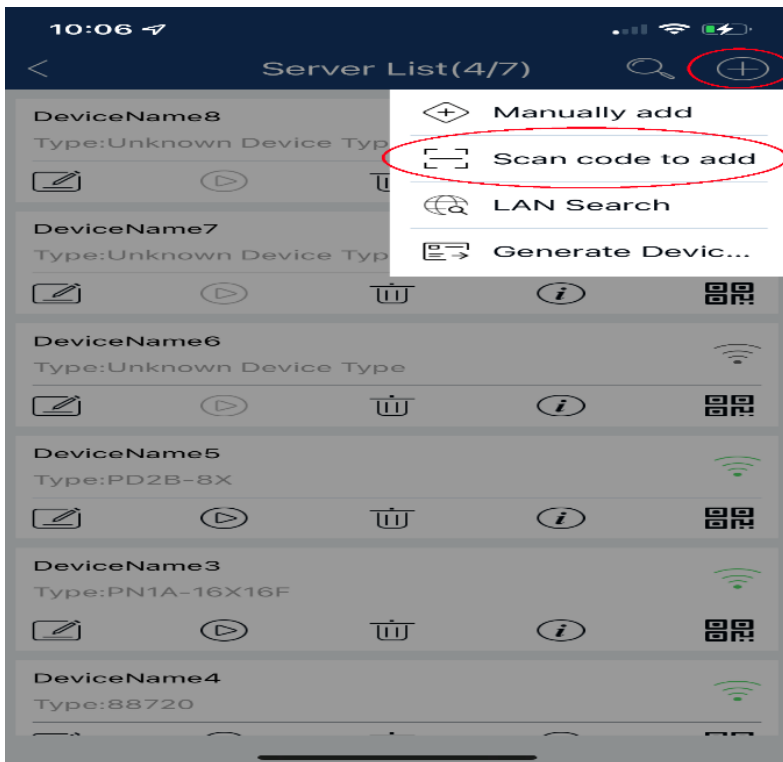 10:06
Server List(4/7)
Manually add
Scan code to add
LAN Search
Generate Devic...
DeviceName8
Type:Unknown Device Typ
DeviceName7
Type:Unknown Device Typ
DeviceName6
Type:Unknown Device Type
DeviceName5
Type:PD2B-8X
DeviceName3
Type:PN1A-16X16F
DeviceName4
Type:88720